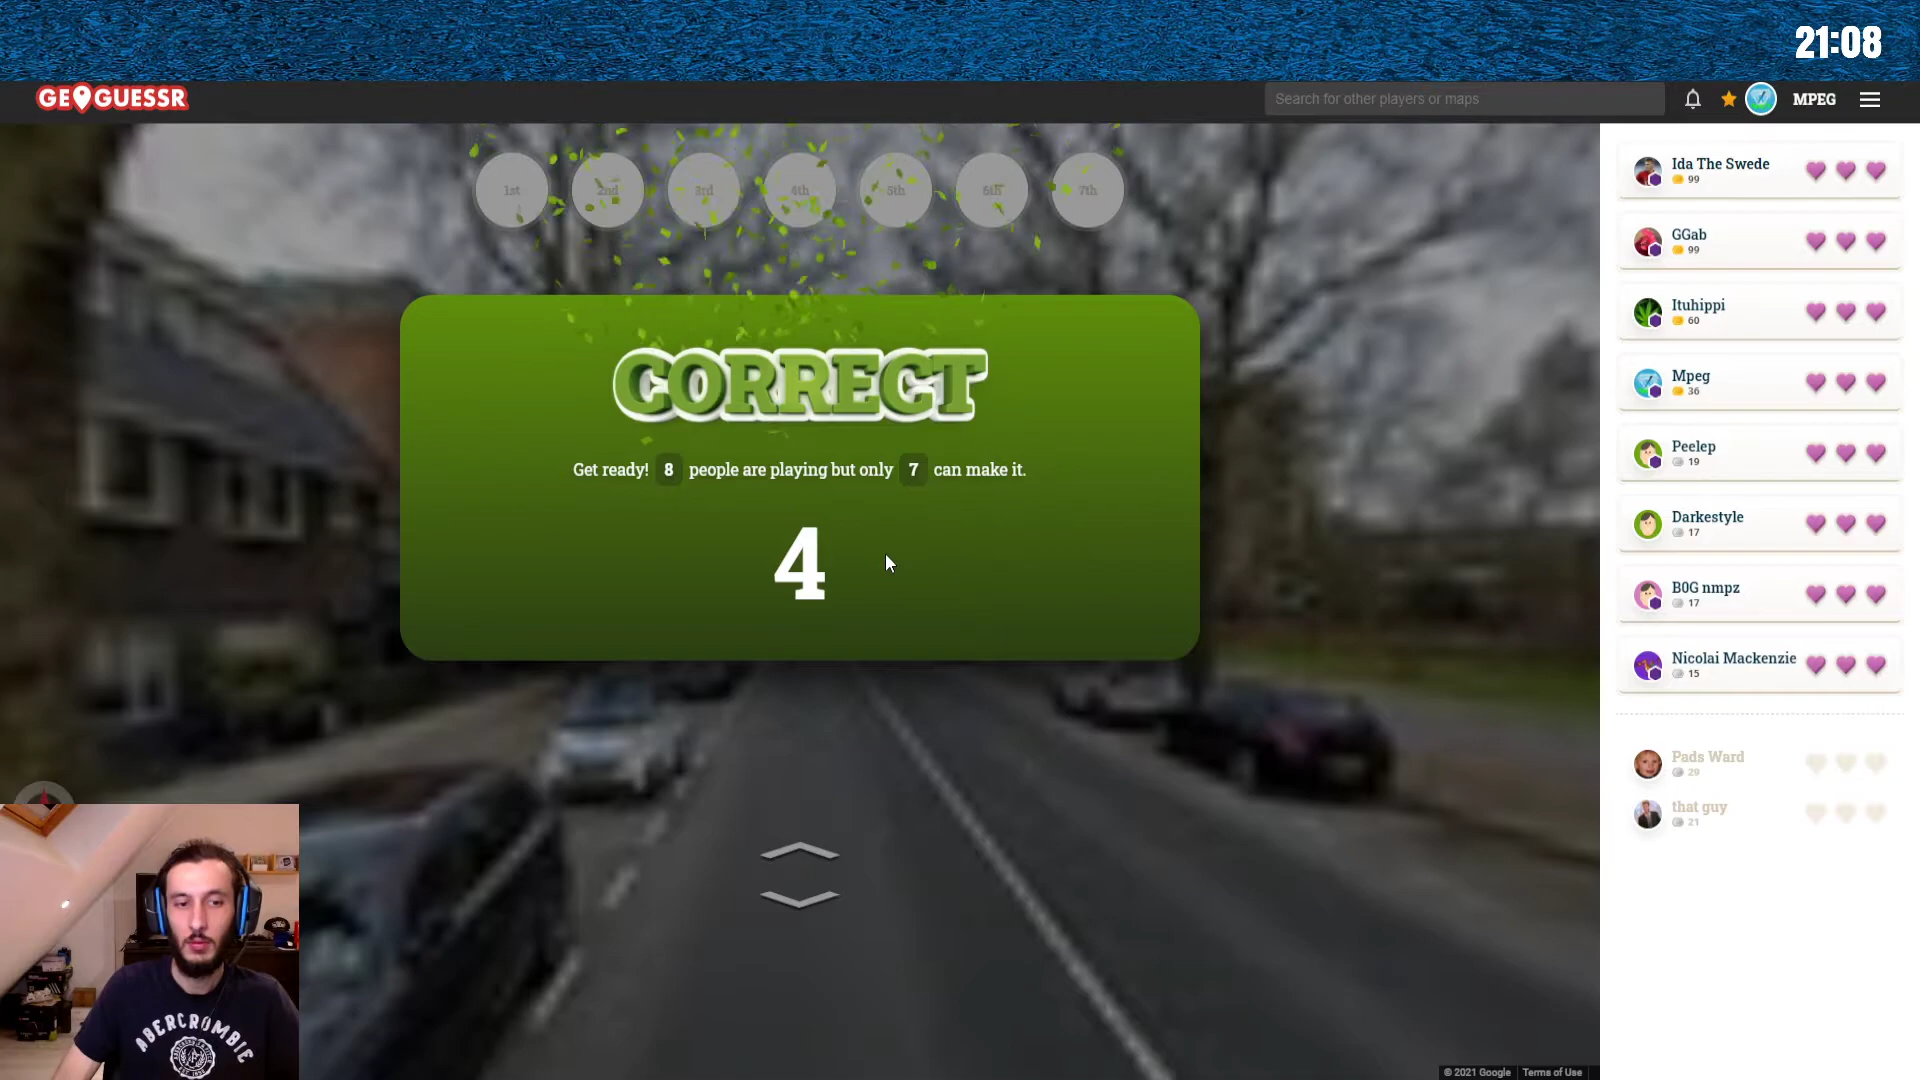 21:08
GEOGUESSR
Search for other players or maps
MPEG
1st 2nd 3rd 4th 5th 6th 7th
CORRECT
Get ready! 8 people are playing but only 7 can make it.
4
Ida The Swede
99
GGab
99
Ituhippi
60
Mpeg
36
Peelep
19
Darkestyle
17
B0G nmpz
17
Nicolai Mackenzie
15
Pads Ward
29
that guy
21
ABERCROMBIE
© 2021 Google Terms of Use